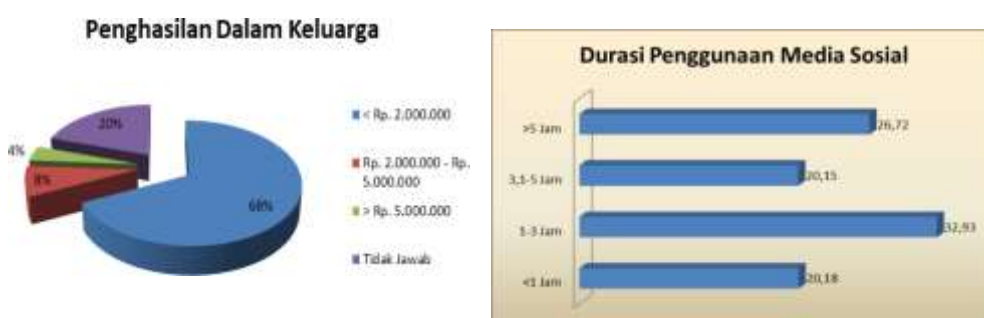 Penghasilan Dalam Keluarga
20%
4%
8%
68%
< Rp. 2.000.000
Rp. 2.000.000 - Rp.
5.000.000
> Rp. 5.000.000
Tidak Jawab
Durasi Penggunaan Media Sosial
>5 Jam
26,72
3,1-5 Jam
20,15
1-3 Jam
32,93
<1 Jam
20,18